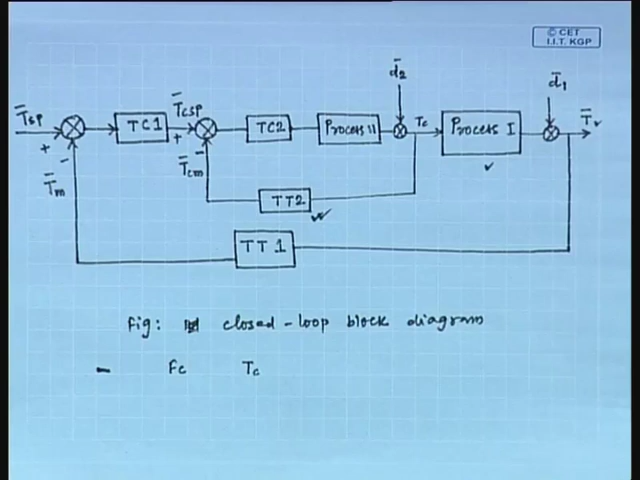 © CET
I.I.T. KGP
d̄2
d̄1
T̄sp
+
-
TC1
T̄csp
+
-
TC2
Process II
Tc
Process I
T̄r
T̄m
T̄cm
TT2
TT 1
Fig: closed-loop block diagram
- Fc Tc